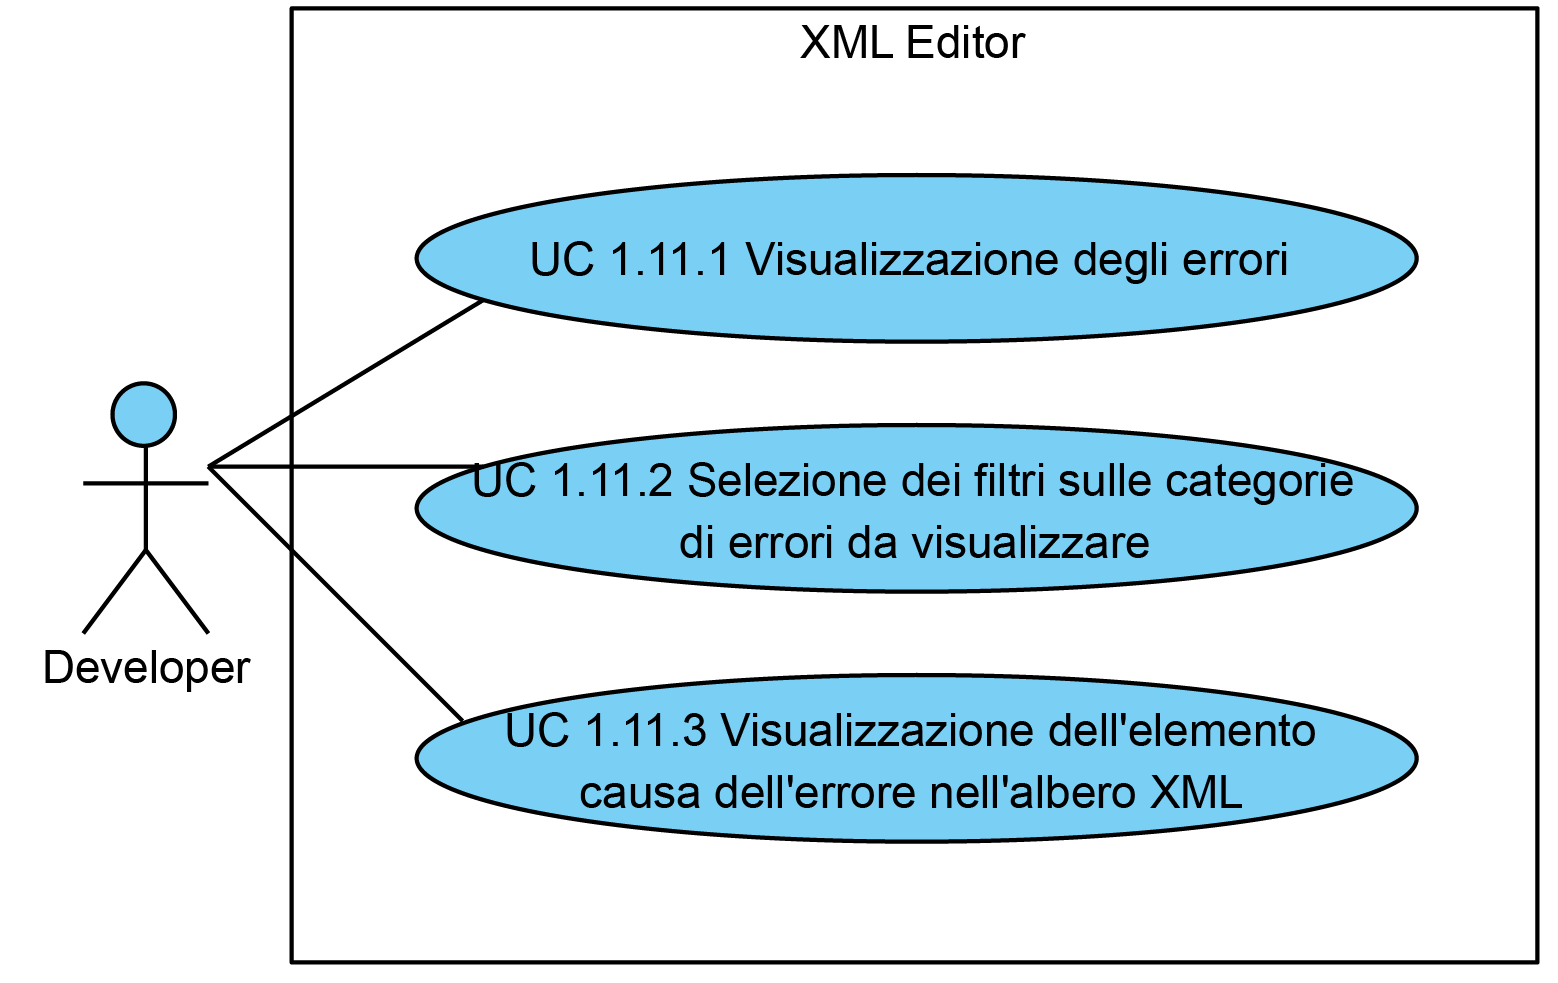 XML Editor
UC 1.11.1 Visualizzazione degli errori
UC 1.11.2 Selezione dei filtri sulle categorie
di errori da visualizzare
Developer
UC 1.11.3 Visualizzazione dell'elemento
causa dell'errore nell'albero XML